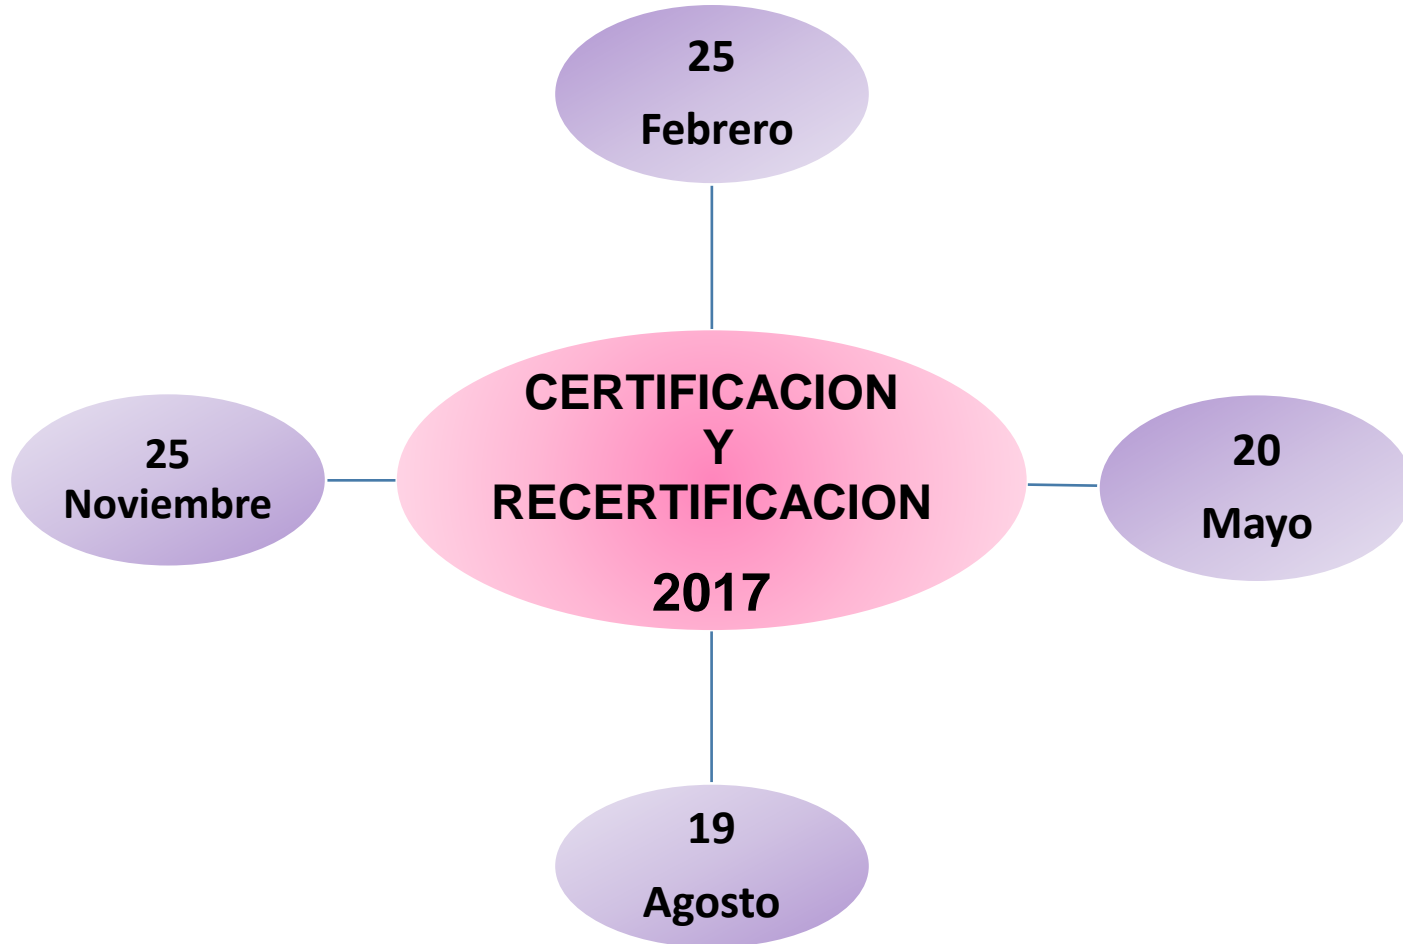 25
Febrero
CERTIFICACION
Y
RECERTIFICACION
2017
25
Noviembre
20
Mayo
19
Agosto